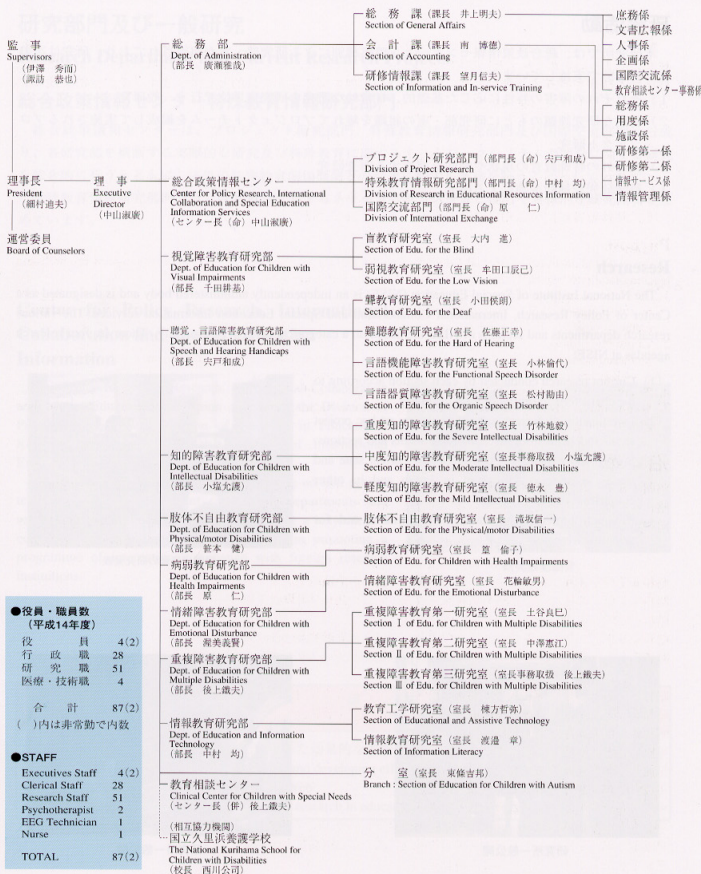 監　事
Supervisors
（伊澤　秀而）
（諏訪　恭也）
理事長
President
（細村迪夫）
運営委員
Board of Counselors
理　事
Executive
Director
（中山淑廣）
総　務　部
Dept. of Administration
（部長　廣瀬雅哉）
総　務　課（課長　井上明夫）
Section of General Affairs
会　計　課（課長　南　博徳）
Section of Accounting
研修情報課（課長　望月信夫）
Section of Information and In-service Training
庶務係
文書広報係
人事係
企画係
国際交流係
教育相談センター事務係
総務係
用度係
施設係
研修第一係
研修第二係
情報サービス係
情報管理係
総合政策情報センター
Center for Policy Research, International
Collaboration and Special Education
Information Services
（センター長（命）中山淑廣）
プロジェクト研究部門（部門長（命）宍戸和成）
Division of Project Research
特殊教育情報研究部門（部門長（命）中村　均）
Division of Research in Educational Resources Information
国際交流部門（部門長（命）原　　仁）
Division of International Exchange
視覚障害教育研究部
Dept. of Education for Children with
Visual Impairments
（部長　千田耕基）
盲教育研究室（室長　大内　進）
Section of Edu. for the Blind
弱視教育研究室（室長　牟田口辰己）
Section of Edu. for the Low Vision
聴覚・言語障害教育研究部
Dept. of Education for Children with
Speech and Hearing Handicaps
（部長　宍戸和成）
聾教育研究室（室長　小田侯朗）
Section of Edu. for the Deaf
難聴教育研究室（室長　佐藤正幸）
Section of Edu. for the Hard of Hearing
言語機能障害教育研究室（室長　小林倫代）
Section of Edu. for the Functional Speech Disorder
言語器質障害教育研究室（室長　松村勘由）
Section of Edu. for the Organic Speech Disorder
知的障害教育研究部
Dept. of Education for Children with
Intellectual Disabilities
（部長　小塩允護）
重度知的障害教育研究室（室長　竹林地毅）
Section of Edu. for the Severe Intellectual Disabilities
中度知的障害教育研究室（室長事務取扱　小塩允護）
Section of Edu. for the Moderate Intellectual Disabilities
軽度知的障害教育研究室（室長　徳永　豊）
Section of Edu. for the Mild Intellectual Disabilities
肢体不自由教育研究部
Dept. of Education for Children with
Physical/motor Disabilities
（部長　笹本　健）
肢体不自由教育研究室（室長　滝坂信一）
Section of Edu. for the Physical/motor Disabilities
病弱教育研究部
Dept. of Education for Children with
Health Impairments
（部長　原　　仁）
病弱教育研究室（室長　篁　倫子）
Section of Edu. for Children with Health Impairments
情緒障害教育研究部
Dept. of Education for Children with
Emotional Disturbance
（部長　渥美義賢）
情緒障害教育研究室（室長　花輪敏男）
Section of Edu. for the Emotional Disturbance
重複障害教育研究部
Dept. of Education for Children with
Multiple Disabilities
（部長　後上鐵夫）
重複障害教育第一研究室（室長　土谷良巳）
Section Ⅰ of Edu. for Children with Multiple Disabilities
重複障害教育第二研究室（室長　中澤惠江）
Section Ⅱ of Edu. for Children with Multiple Disabilities
重複障害教育第三研究室（室長事務取扱　後上鐵夫）
Section Ⅲ of Edu. for Children with Multiple Disabilities
情報教育研究部
Dept. of Education and Information
Technology
（部長　中村　均）
教育工学研究室（室長　棟方哲弥）
Section of Educational and Assistive Technology
情報教育研究室（室長　渡邉　章）
Section of Information Literacy
分　　室（室長　東條吉邦）
Branch : Section of Education for Children with Autism
教育相談センター
Clinical Center for Children with Special Needs
（センター長（併）後上鐵夫）
（相互協力機関）
国立久里浜養護学校
The National Kurihama School for
Children with Disabilities
（校長　西川公司）
●役員・職員数
（平成14年度）
役　　員　4(2)
行　政　職　28
研　究　職　51
医療・技術職　4
合　　計　87(2)
（　）内は非常勤で内数
●STAFF
Executives Staff 4(2)
Clerical Staff 28
Research Staff 51
Psychotherapist 2
EEG Technician 1
Nurse 1
TOTAL 87(2)